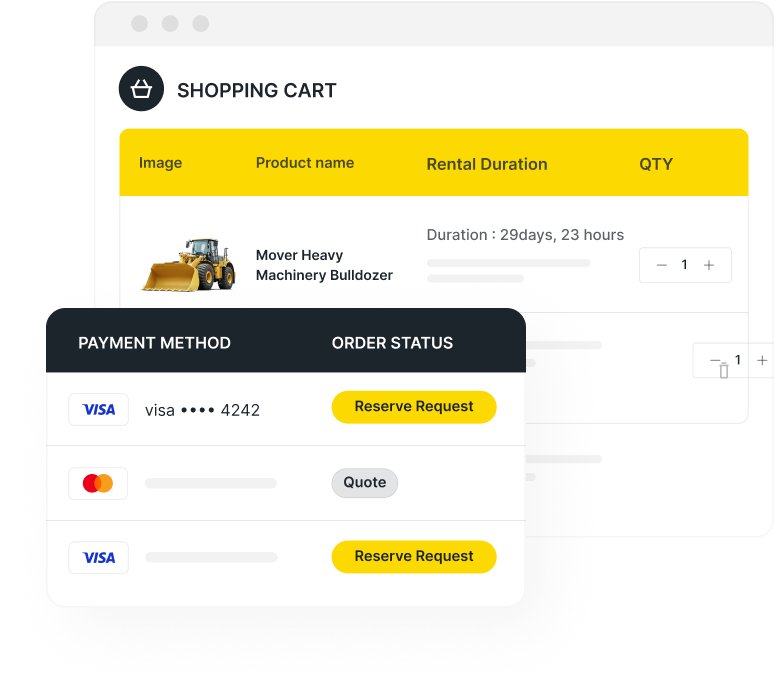 SHOPPING CART
Image Product name Rental Duration QTY
Duration : 29days, 23 hours
Mover Heavy
Machinery Bulldozer
1
1
PAYMENT METHOD ORDER STATUS
VISA visa •••• 4242 Reserve Request
Quote
VISA Reserve Request